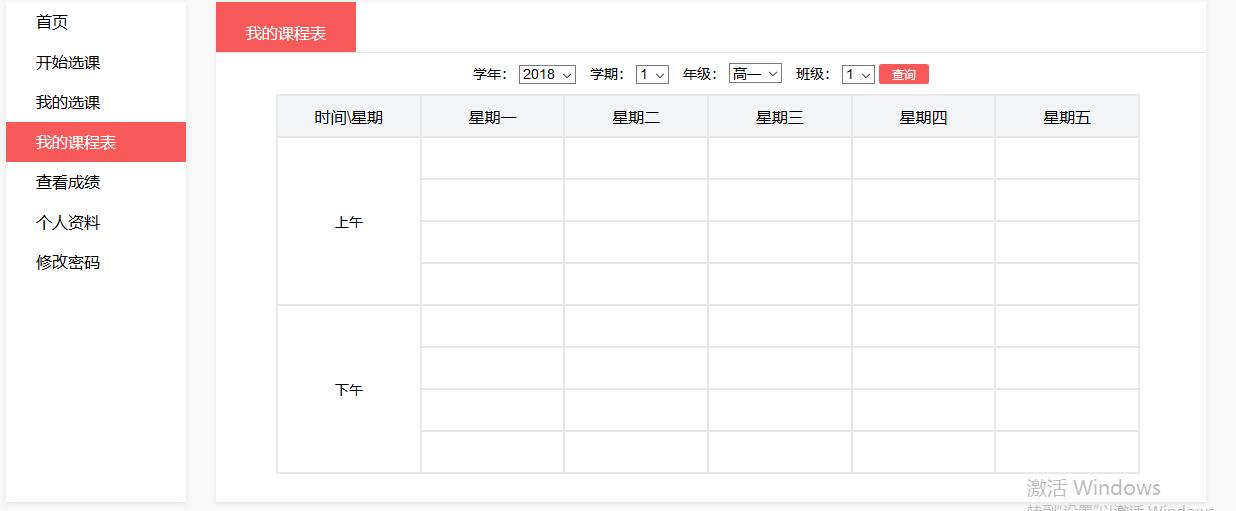 首页
开始选课
我的选课
我的课程表
查看成绩
个人资料
修改密码
我的课程表
学年： 2018 学期： 1 年级： 高一 班级： 1 查询
时间\星期 星期一 星期二 星期三 星期四 星期五
上午
下午
激活 Windows
转到"设置"以激活 Windows